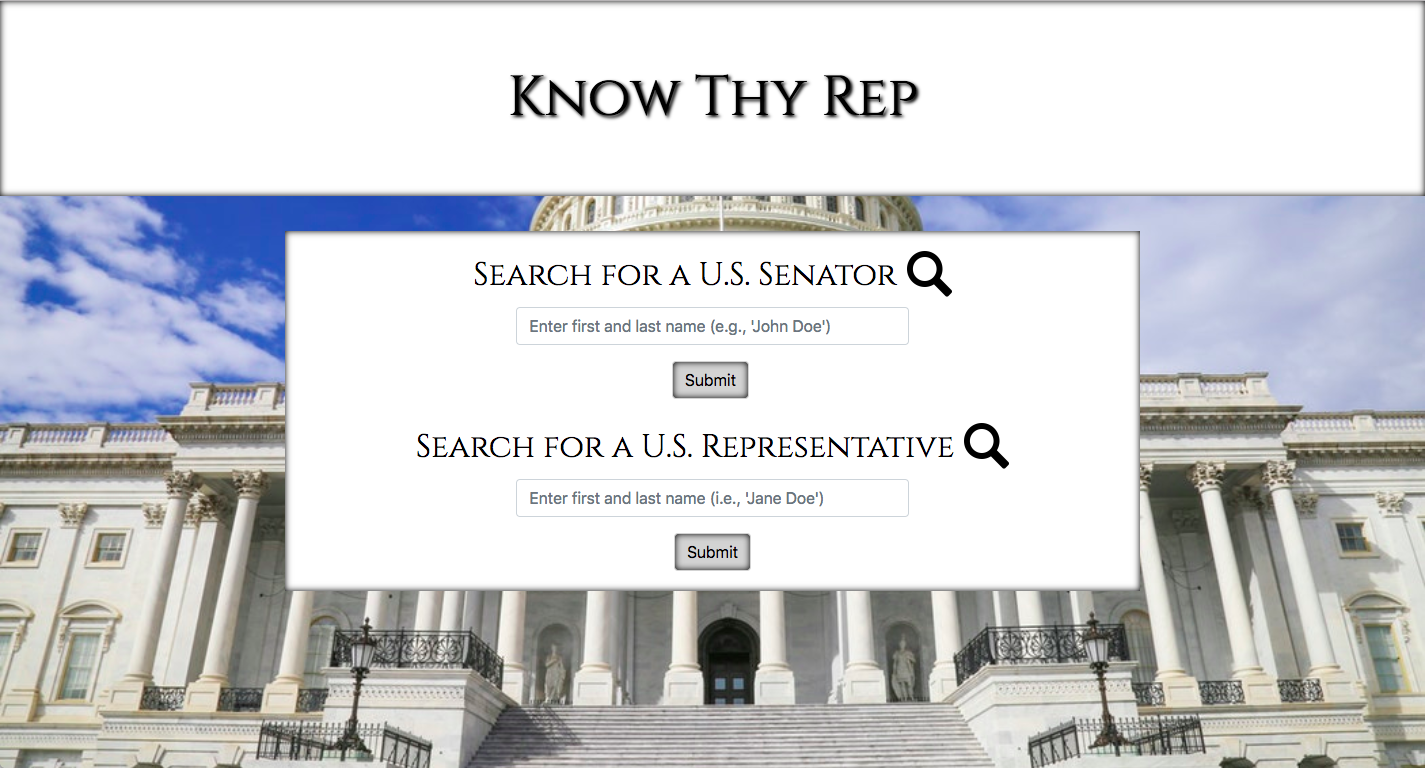 Know Thy Rep
Search for a U.S. Senator
Enter first and last name (e.g., 'John Doe')
Submit
Search for a U.S. Representative
Enter first and last name (i.e., 'Jane Doe')
Submit